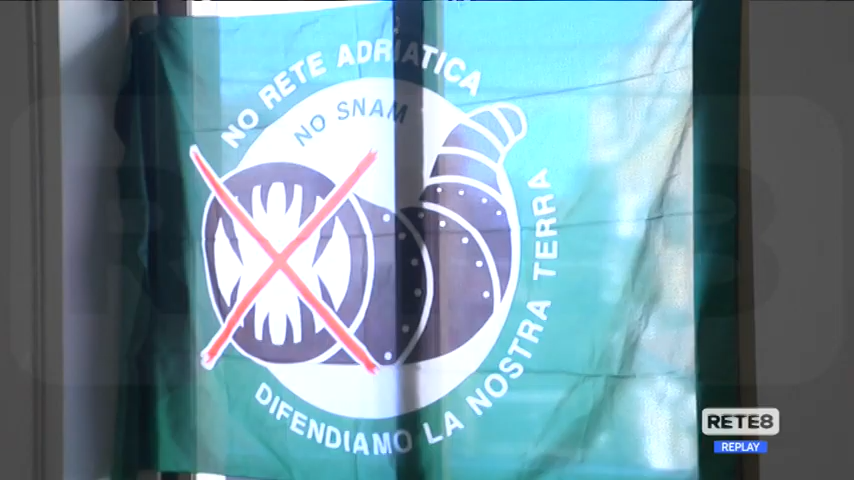 NO RETE ADRIATICA
NO SNAM
DIFENDIAMO LA NOSTRA TERRA
RETE8
REPLAY